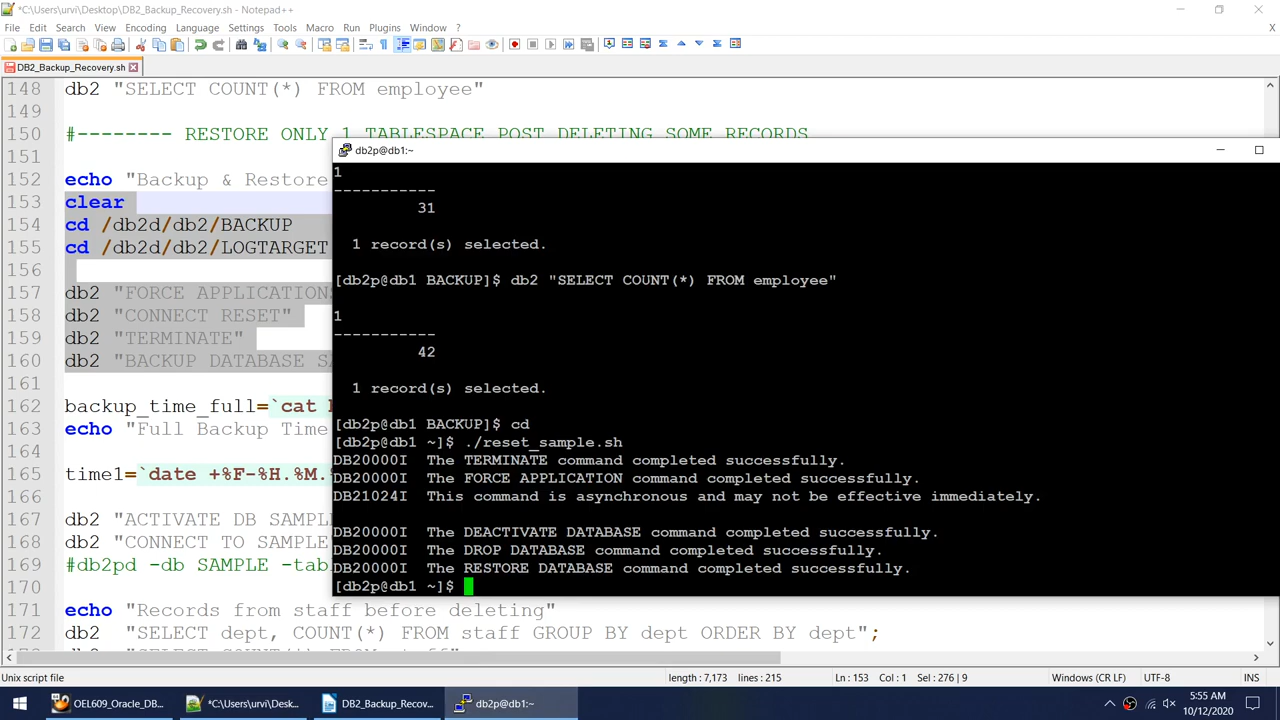 *C:\Users\urvi\Desktop\DB2_Backup_Recovery.sh - Notepad++
File Edit Search View Encoding Language Settings Tools Macro Run Plugins Window ?
X
DB2_Backup_Recovery.sh
148 db2 "SELECT COUNT(*) FROM employee"
149
150 #-------- RESTORE ONLY 1 TABLESPACE POST DELETING SOME RECORDS
151
152 echo "Backup & Restore
153 clear
154 cd /db2d/db2/BACKUP
155 cd /db2d/db2/LOGTARGET
156
157 db2 "FORCE APPLICATIONS
158 db2 "CONNECT RESET"
159 db2 "TERMINATE"
160 db2 "BACKUP DATABASE SA
161
162 backup_time_full=`cat
163 echo "Full Backup Time
164
165 time1=`date +%F-%H.%M.
166
167 db2 "ACTIVATE DB SAMPL
168 db2 "CONNECT TO SAMPLE
169 #db2pd -db SAMPLE -tab
170
171 echo "Records from staff before deleting"
172 db2 "SELECT dept, COUNT(*) FROM staff GROUP BY dept ORDER BY dept";
db2p@db1:~
1
-----------
31
1 record(s) selected.
[db2p@db1 BACKUP]$ db2 "SELECT COUNT(*) FROM employee"
1
-----------
42
1 record(s) selected.
[db2p@db1 BACKUP]$ cd
[db2p@db1 ~]$ ./reset_sample.sh
DB20000I The TERMINATE command completed successfully.
DB20000I The FORCE APPLICATION command completed successfully.
DB21024I This command is asynchronous and may not be effective immediately.
DB20000I The DEACTIVATE DATABASE command completed successfully.
DB20000I The DROP DATABASE command completed successfully.
DB20000I The RESTORE DATABASE command completed successfully.
[db2p@db1 ~]$
Unix script file length : 7,173 lines : 215 Ln : 153 Col : 1 Sel : 276 | 9 Windows (CR LF) UTF-8 INS
OEL609_Oracle_DB... *C:\Users\urvi\Desk... DB2_Backup_Recov... db2p@db1:~
5:55 AM
10/12/2020